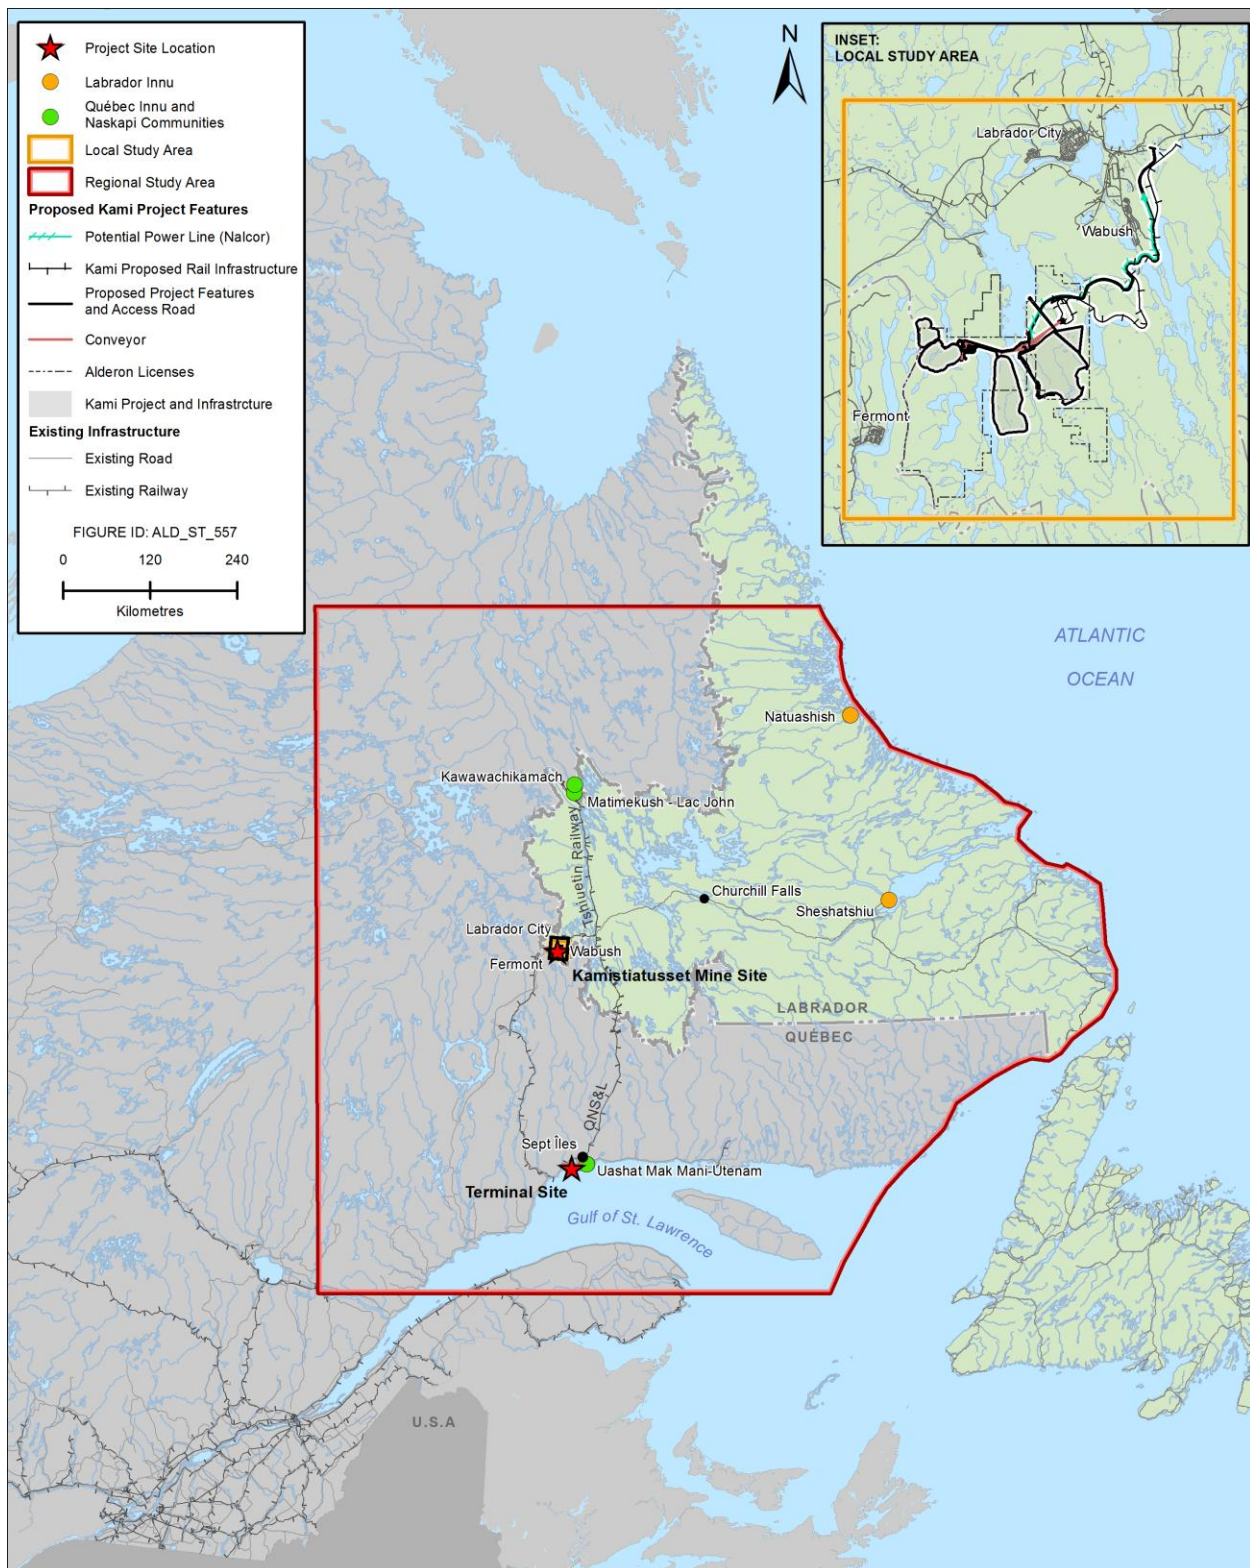 Project Site Location
Labrador Innu
Québec Innu and
Naskapi Communities
Local Study Area
Regional Study Area
Proposed Kami Project Features
Potential Power Line (Nalcor)
Kami Proposed Rail Infrastructure
Proposed Project Features
and Access Road
Conveyor
Alderon Licenses
Kami Project and Infrastrcture
Existing Infrastructure
Existing Road
Existing Railway
FIGURE ID: ALD_ST_557
0 120 240
Kilometres
N
INSET:
LOCAL STUDY AREA
Labrador City
Wabush
Fermont
ATLANTIC
OCEAN
Natuashish
Kawawachikamach
Matimekush - Lac John
Tshiuetin Railway
Churchill Falls
Sheshatshiu
Labrador City
Wabush
Fermont
Kamistiatusset Mine Site
LABRADOR
QUÉBEC
QNS&L
Sept Îles
Uashat Mak Mani-Utenam
Terminal Site
Gulf of St. Lawrence
U.S.A